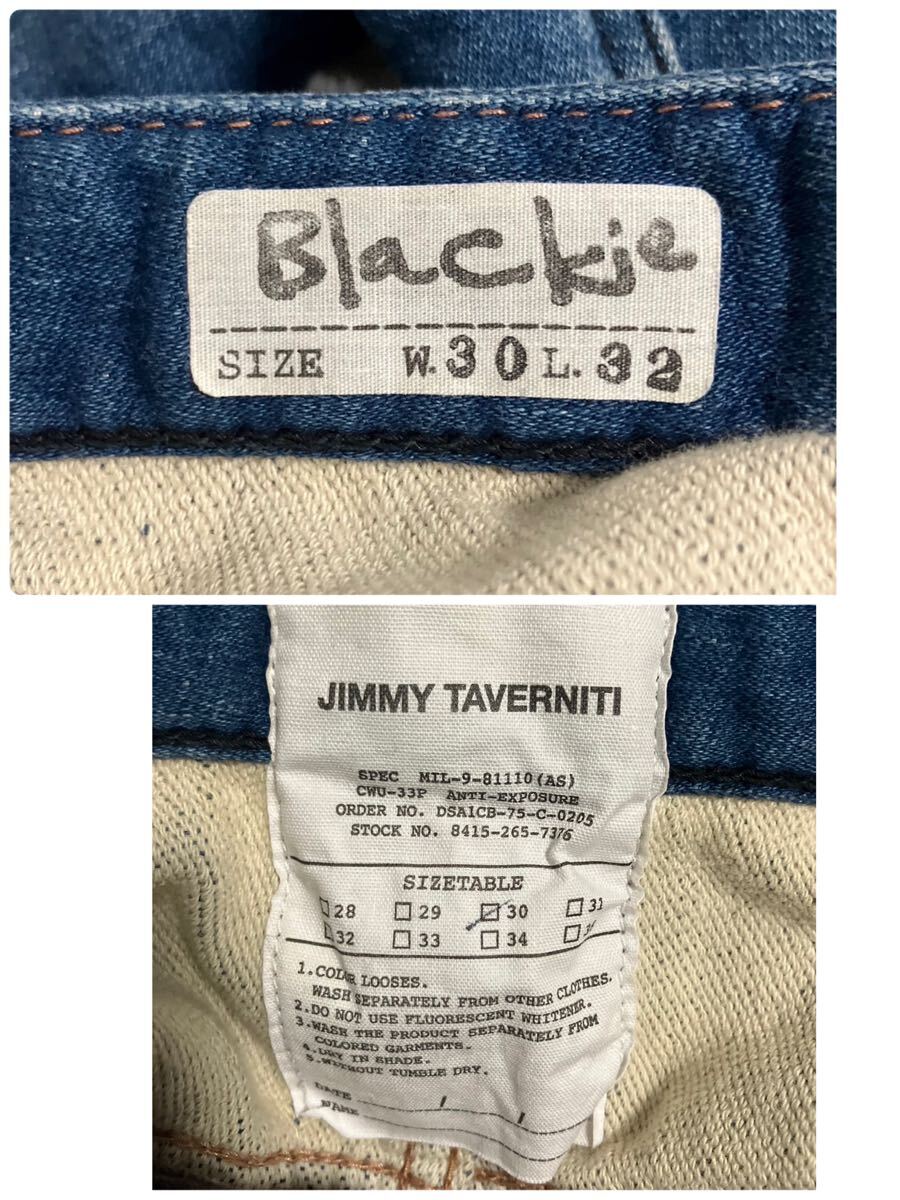 Blackie
SIZE W.30 L.32
JIMMY TAVERNITI
SPEC MIL-9-81110(AS)
CWU-33P ANTI-EXPOSURE
ORDER NO. DSA1CB-75-C-0205
STOCK NO. 8415-265-7376
SIZETABLE
28 29 30 31
32 33 34
1.COLAR LOOSES.
WASH SEPARATELY FROM OTHER CLOTHES.
2.DO NOT USE FLUORESCENT WHITENER.
3.WASH THE PRODUCT SEPARATELY FROM
COLORED GARMENTS.
4.DRY IN SHADE.
5.WITHOUT TUMBLE DRY.
DATE / /
NAME